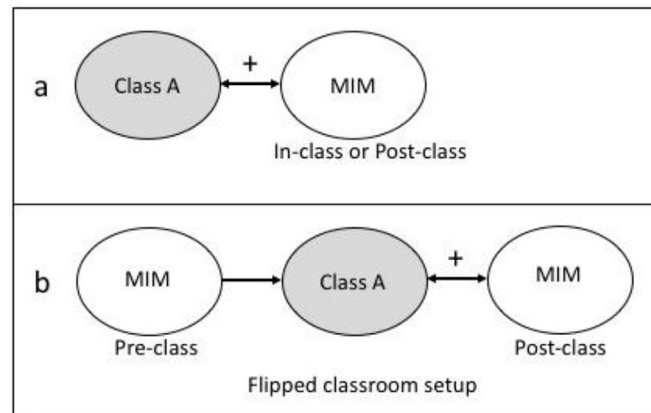 a
Class A
+
MIM
In-class or Post-class
b
MIM
Pre-class
Class A
+
MIM
Post-class
Flipped classroom setup